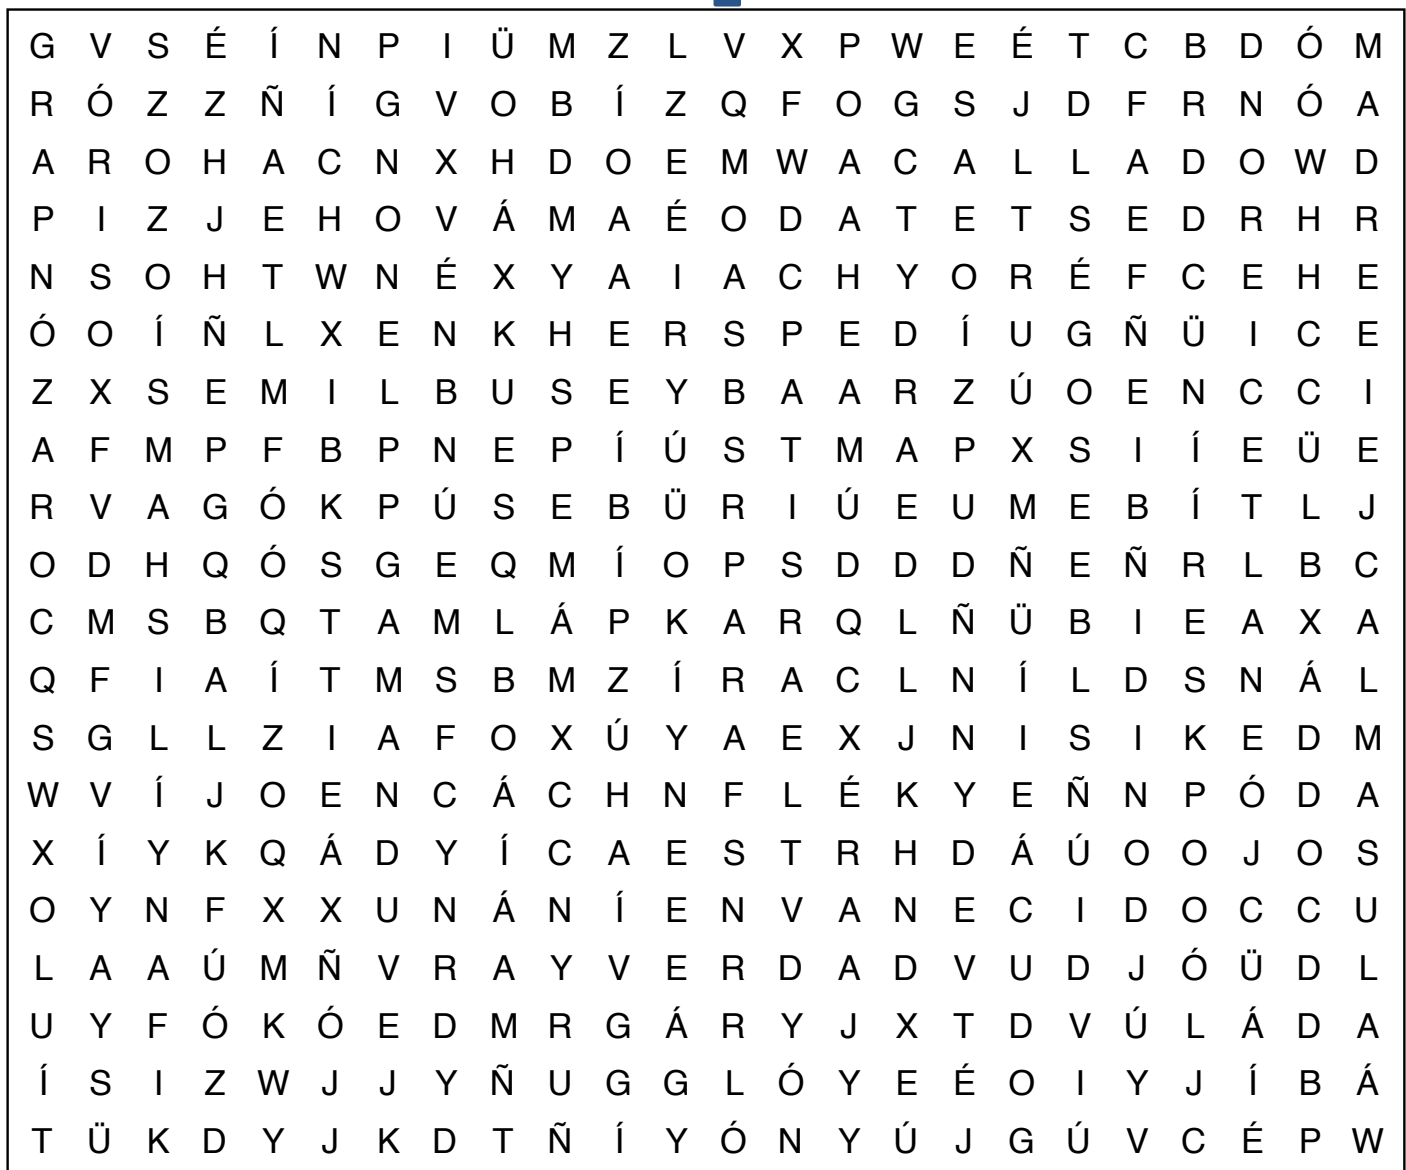 G V S É Í N P I Ü M Z L V X P W E É T C B D Ó M
R Ó Z Z Ñ Í G V O B Í Z Q F O G S J D F R N Ó A
A R O H A C N X H D O E M W A C A L L A D O W D
P I Z J E H O V Á M A É O D A T E T S E D R H R
N S O H T W N É X Y A I A C H Y O R É F C E H E
Ó O Í Ñ L X E N K H E R S P E D Í U G Ñ Ü I C E
Z X S E M I L B U S E Y B A A R Z Ú O E N C C I
A F M P F B P N E P Í Ú S T M A P X S I Í E Ü E
R V A G Ó K P Ú S E B Ü R I Ú E U M E B Í T L J
O D H Q Ó S G E Q M Í O P S D D D Ñ E Ñ R L B C
C M S B Q T A M L Á P K A R Q L Ñ Ü B I E A X A
Q F I A Í T M S B M Z Í R A C L N Í L D S N Á L
S G L L Z I A F O X Ú Y A E X J N I S I K E D M
W V Í J O E N C Á C H N F L É K Y E Ñ N P Ó D A
X Í Y K Q Á D Y Í C A E S T R H D Á Ú O O J O S
O Y N F X X U N Á N Í E N V A N E C I D O C C U
L A A Ú M Ñ V R A Y V E R D A D V U D J Ó Ü D L
U Y F Ó K Ó E D M R G Á R Y J X T D V Ú L Á D A
Í S I Z W J J Y Ñ U G G L Ó Y E É O I Y J Í B Á
T Ü K D Y J K D T Ñ Í Y Ó N Y Ú J G Ú V C É P W